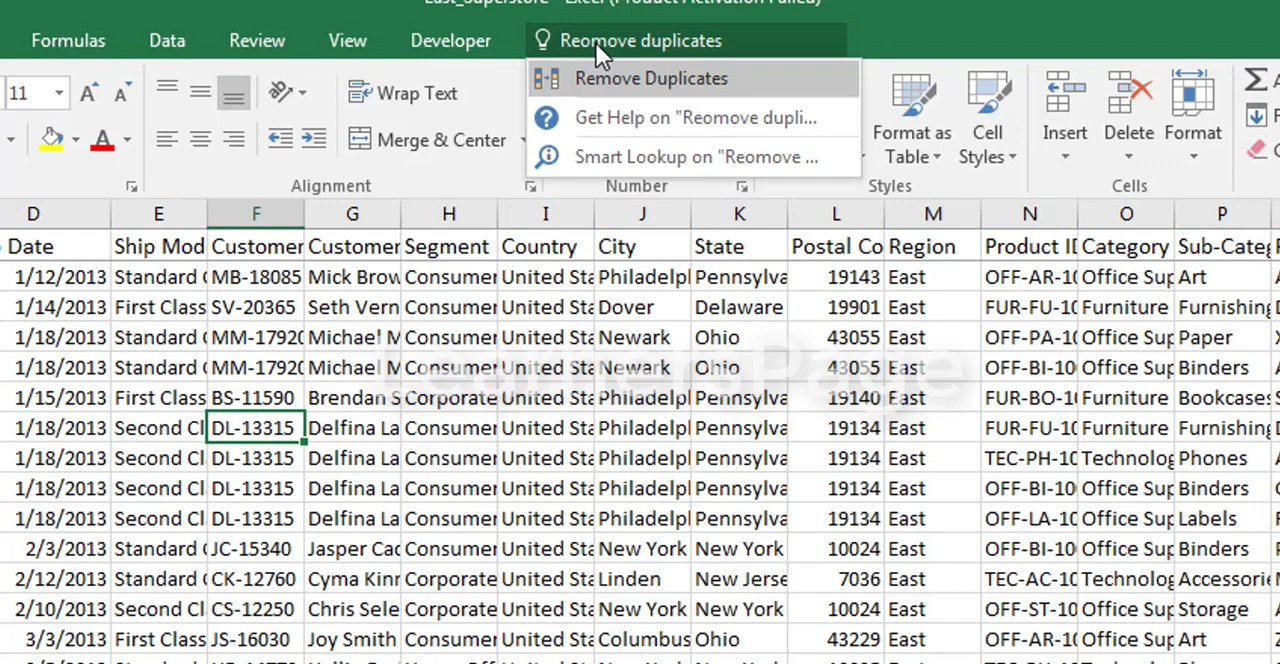 East_Superstore - Excel (Product Activation Failed)
Formulas Data Review View Developer Reomove duplicates
Remove Duplicates
Get Help on "Reomove dupli...
Smart Lookup on "Reomove ...
11 A A Wrap Text
A Merge & Center
Format as Table
Cell Styles
Insert Delete Format
Alignment Number Styles Cells
D E F G H I J K L M N O P
Date Ship Mod Customer Customer Segment Country City State Postal Co Region Product ID Category Sub-Categ
1/12/2013 Standard MB-18085 Mick Brow Consumer United Sta Philadelph Pennsylva 19143 East OFF-AR-10 Office Sup Art
1/14/2013 First Class SV-20365 Seth Vern Consumer United Sta Dover Delaware 19901 East FUR-FU-10 Furniture Furnishing
1/18/2013 Standard MM-17920 Michael M Consumer United Sta Newark Ohio 43055 East OFF-PA-10 Office Sup Paper
1/18/2013 Standard MM-17920 Michael M Consumer United Sta Newark Ohio 43055 East OFF-BI-10 Office Sup Binders
LearnersPage
1/15/2013 First Class BS-11590 Brendan S Corporate United Sta Philadelph Pennsylva 19140 East FUR-BO-10 Furniture Bookcases
1/18/2013 Second Cl DL-13315 Delfina La Consumer United Sta Philadelph Pennsylva 19134 East FUR-FU-10 Furniture Furnishing
1/18/2013 Second Cl DL-13315 Delfina La Consumer United Sta Philadelph Pennsylva 19134 East TEC-PH-10 Technolog Phones
1/18/2013 Second Cl DL-13315 Delfina La Consumer United Sta Philadelph Pennsylva 19134 East OFF-BI-10 Office Sup Binders
1/18/2013 Second Cl DL-13315 Delfina La Consumer United Sta Philadelph Pennsylva 19134 East OFF-LA-10 Office Sup Labels
2/3/2013 Standard JC-15340 Jasper Cac Consumer United Sta New York New York 10024 East OFF-BI-10 Office Sup Binders
2/12/2013 Standard CK-12760 Cyma Kinn Corporate United Sta Linden New Jerse 7036 East TEC-AC-10 Technolog Accessorie
2/10/2013 Second Cl CS-12250 Chris Sele Corporate United Sta New York New York 10024 East OFF-ST-10 Office Sup Storage
3/3/2013 First Class JS-16030 Joy Smith Consumer United Sta Columbus Ohio 43229 East OFF-AR-10 Office Sup Art